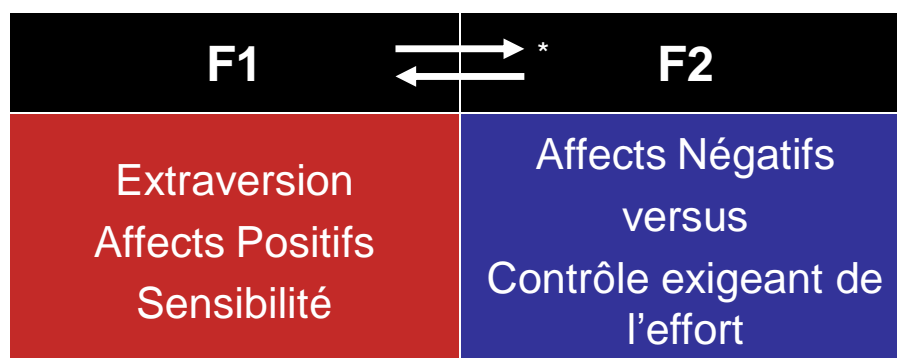 F1 * F2
Extraversion
Affects Positifs
Sensibilité
Affects Négatifs
versus
Contrôle exigeant de
l’effort